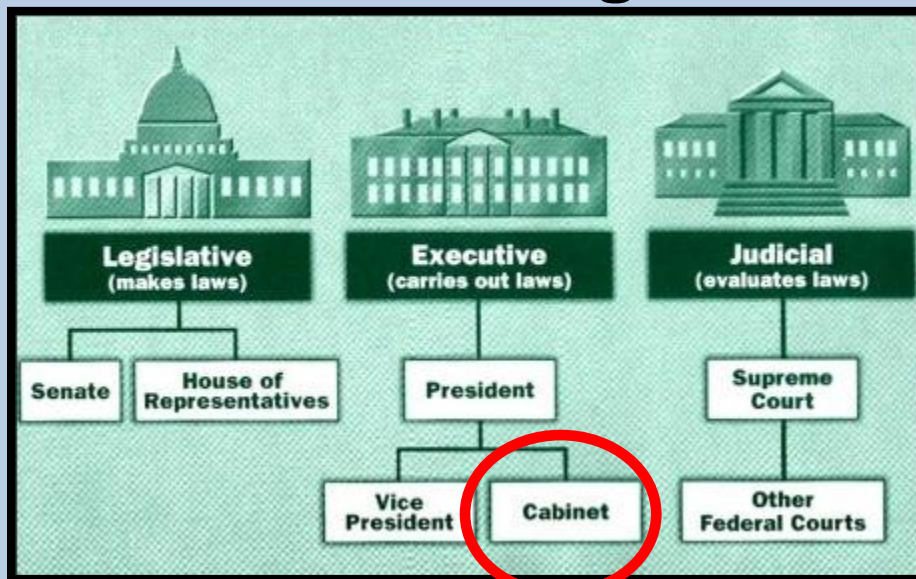 Legislative
(makes laws)
Executive
(carries out laws)
Judicial
(evaluates laws)
Senate
House of
Representatives
President
Supreme
Court
Vice
President
Cabinet
Other
Federal Courts